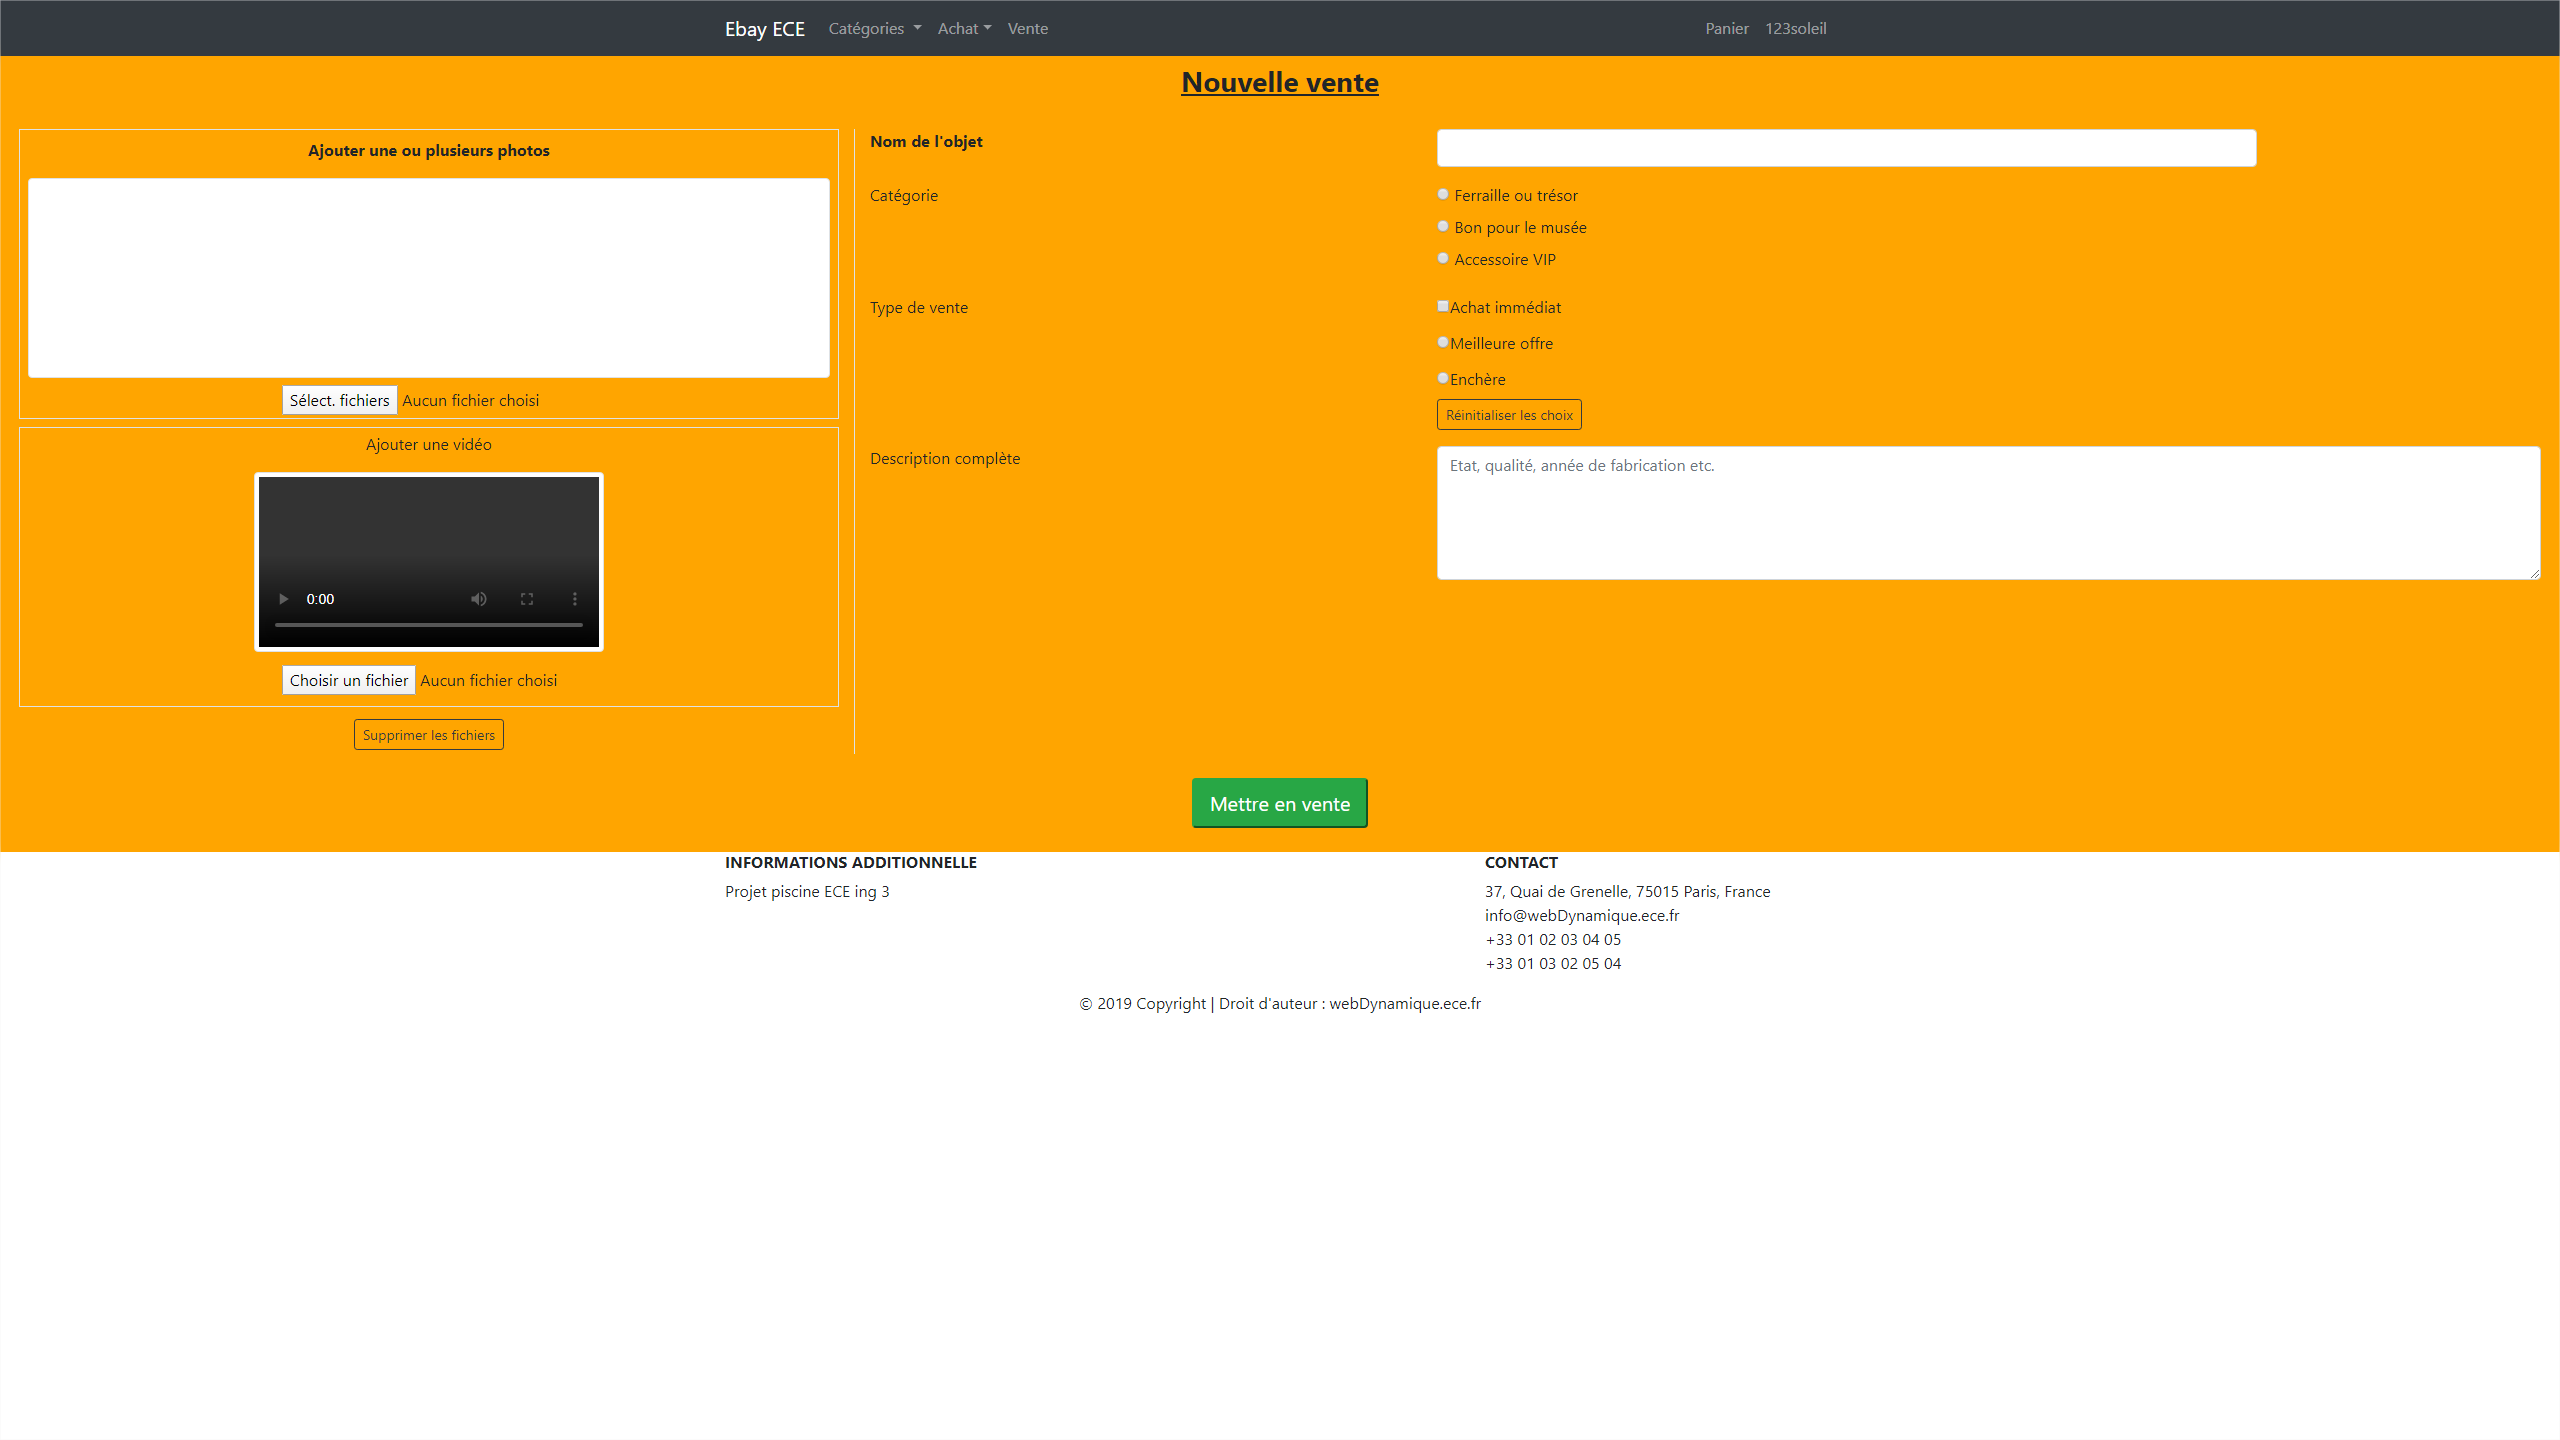 Ebay ECE Catégories Achat Vente Panier 123soleil
Nouvelle vente
Ajouter une ou plusieurs photos
Sélect. fichiers Aucun fichier choisi
Ajouter une vidéo
0:00
Choisir un fichier Aucun fichier choisi
Supprimer les fichiers
Nom de l'objet
Catégorie
Ferraille ou trésor
Bon pour le musée
Accessoire VIP
Type de vente
Achat immédiat
Meilleure offre
Enchère
Réinitialiser les choix
Description complète
Etat, qualité, année de fabrication etc.
Mettre en vente
INFORMATIONS ADDITIONNELLE
Projet piscine ECE ing 3
CONTACT
37, Quai de Grenelle, 75015 Paris, France
info@webDynamique.ece.fr
+33 01 02 03 04 05
+33 01 03 02 05 04
© 2019 Copyright | Droit d'auteur : webDynamique.ece.fr